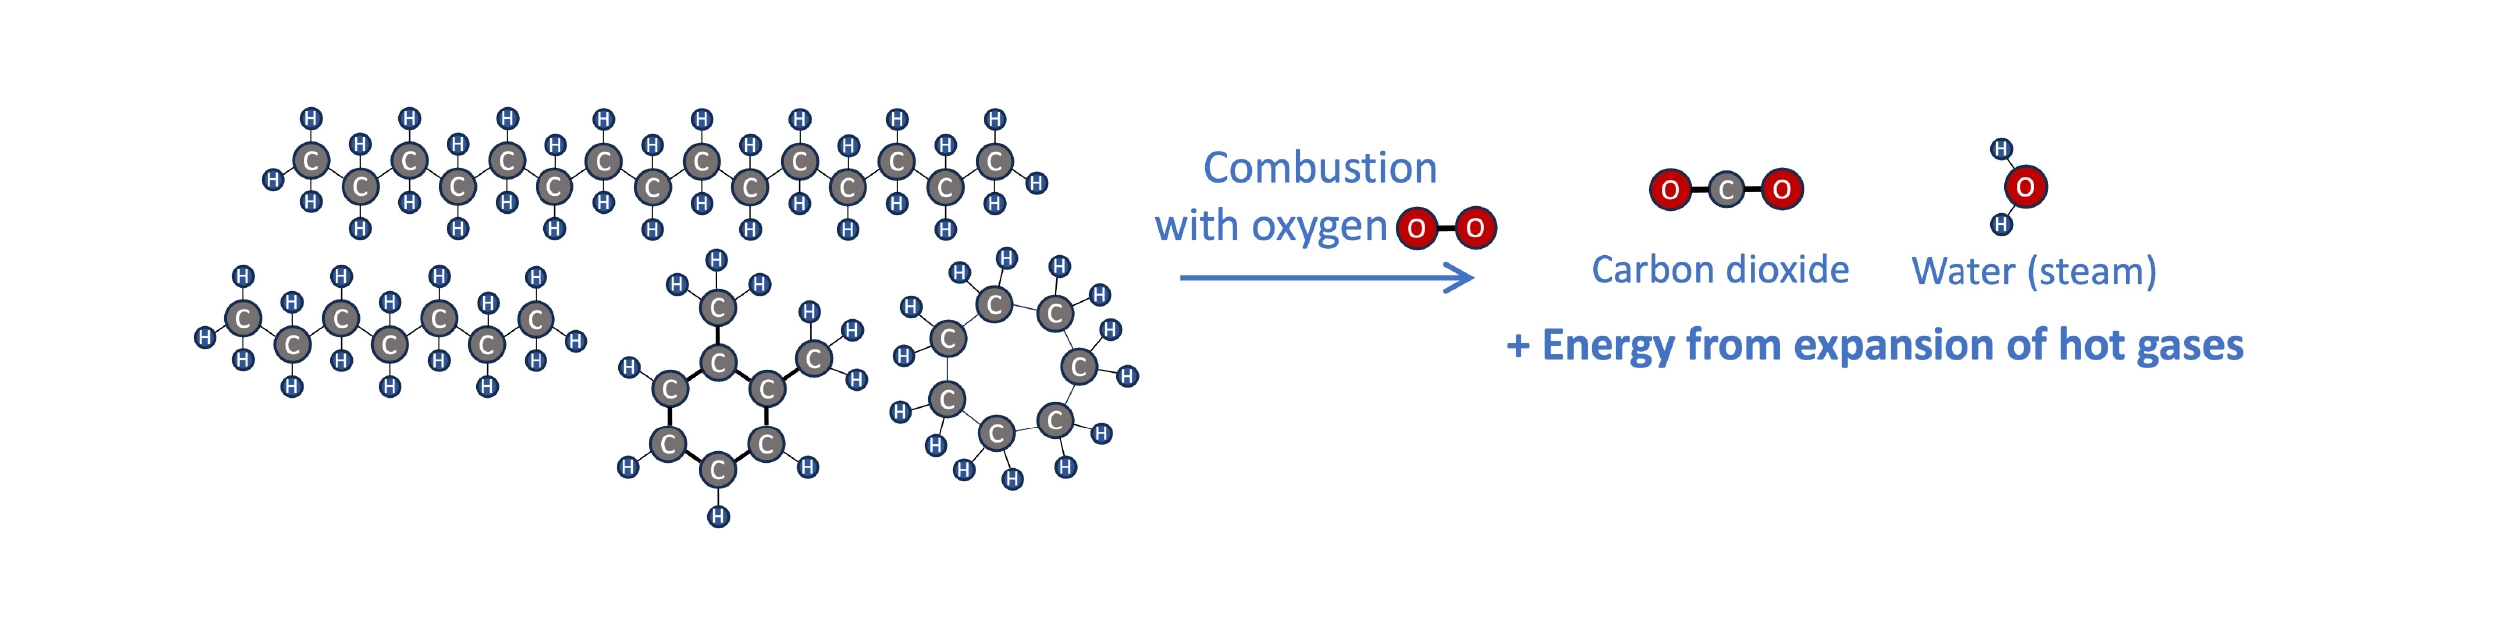 H H H H H H H H
H H H H H H H
C C C C C C C C
H C C C C C C C H
H H H H H H H H
H H H H H H H
H H H H
H H H
C C C C
H C C C H
H H H H
H H H
H
H H
C
H
H
C C
H
H C C
C C
H C H
H
H H H
H C C H
H C H
H C H
C C H
H H
H H
Combustion
with oxygen O O
O C O
Carbon dioxide
H
O
H
Water (steam)
+ Energy from expansion of hot gases